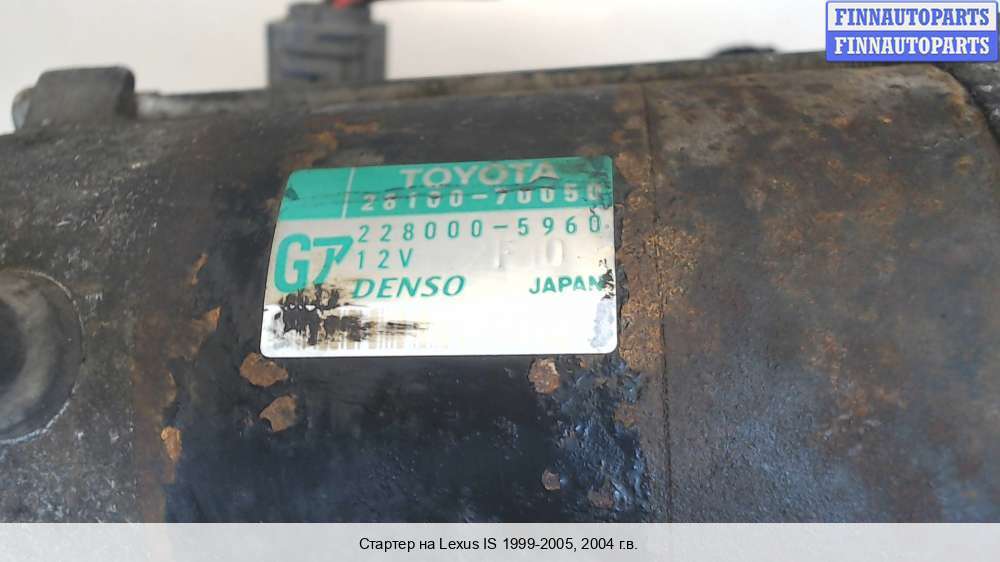 FINNAUTOPARTS
FINNAUTOPARTS
TOYOTA
28100-70050
228000-5960
G7
12V
DENSO JAPAN
Стартер на Lexus IS 1999-2005, 2004 г.в.